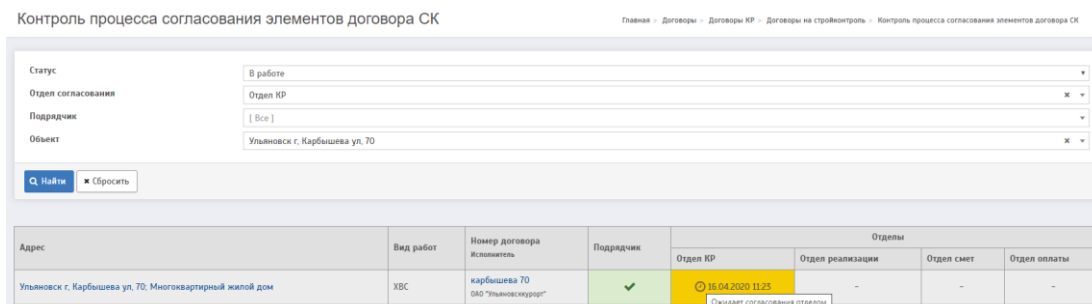 Контроль процесса согласования элементов договора СК
Главная > Договоры > Договоры КР > Договоры на стройконтроль > Контроль процесса согласования элементов договора СК
Статус
В работе
Отдел согласования
Отдел КР
Подрядчик
[ Все ]
Объект
Ульяновск г, Карбышева ул, 70
Найти
Сбросить
Адрес
Вид работ
Номер договора
Исполнитель
Подрядчик
Отделы
Отдел КР
Отдел реализации
Отдел смет
Отдел оплаты
Ульяновск г, Карбышева ул, 70; Многоквартирный жилой дом
ХВС
карбышева 70
ОАО "Ульяновсккурорт"
16.04.2020 11:23
-
-
-
Ожидает согласования отделом